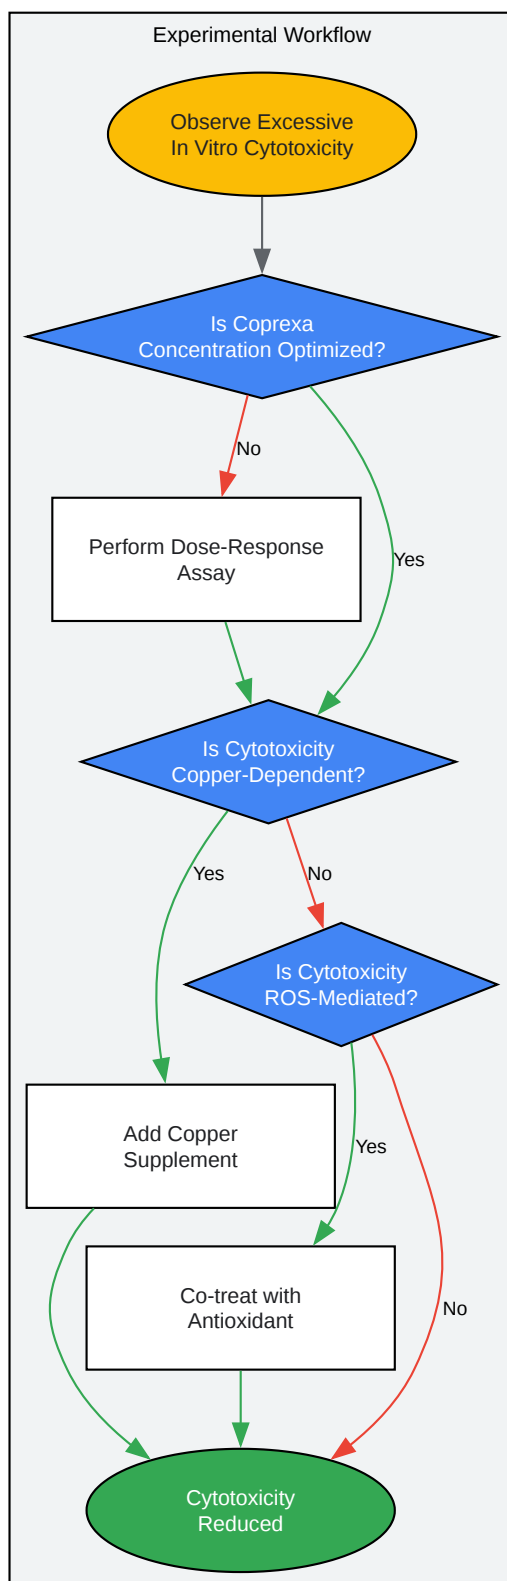 Experimental Workflow
Observe Excessive
In Vitro Cytotoxicity
Is Coprexa
Concentration Optimized?
No
Perform Dose-Response
Assay
Yes
Is Cytotoxicity
Copper-Dependent?
Yes
No
Is Cytotoxicity
ROS-Mediated?
Add Copper
Supplement
Yes
Co-treat with
Antioxidant
No
Cytotoxicity
Reduced